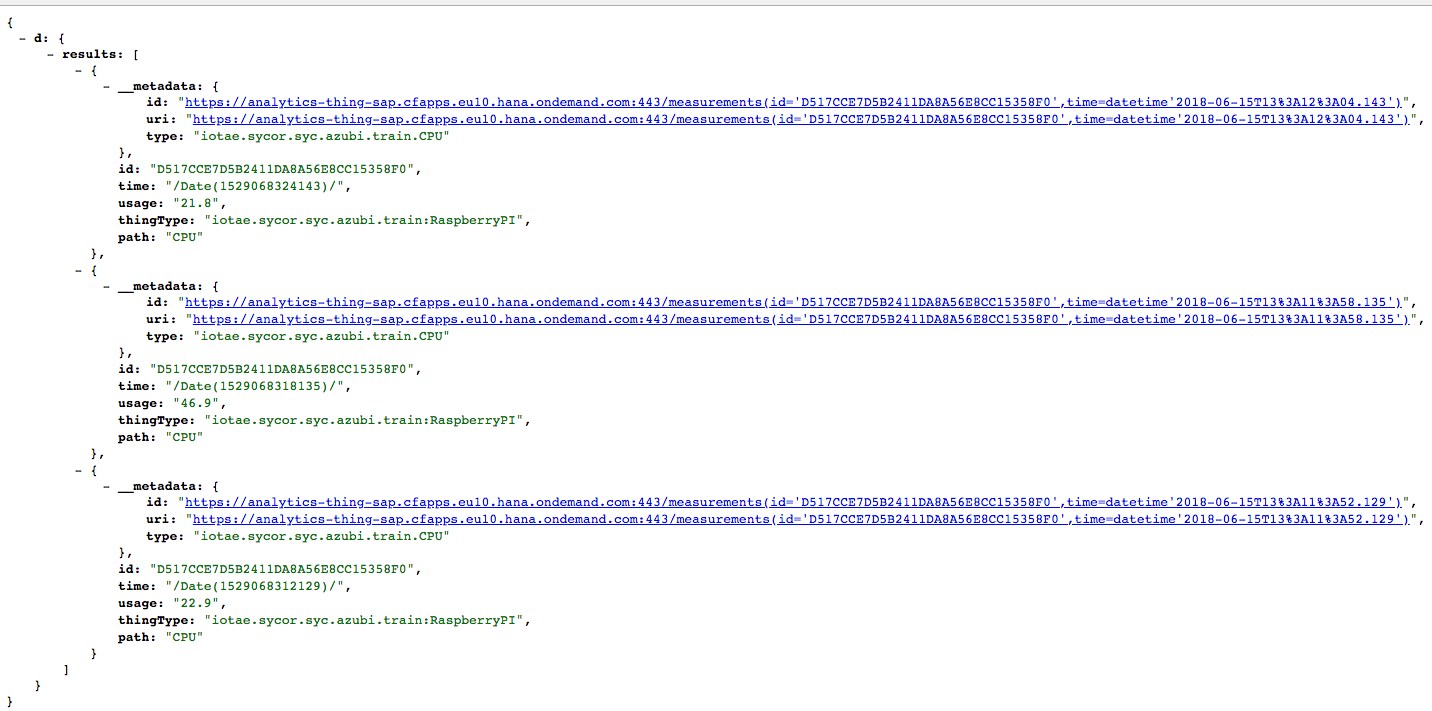 {
- d: {
- results: [
- {
- __metadata: {
id: "https://analytics-thing-sap.cfapps.eu10.hana.ondemand.com:443/measurements(id='D517CCE7D5B2411DA8A56E8CC15358F0',time=datetime'2018-06-15T13%3A12%3A04.143')",
uri: "https://analytics-thing-sap.cfapps.eu10.hana.ondemand.com:443/measurements(id='D517CCE7D5B2411DA8A56E8CC15358F0',time=datetime'2018-06-15T13%3A12%3A04.143')",
type: "iotae.sycor.syc.azubi.train.CPU"
},
id: "D517CCE7D5B2411DA8A56E8CC15358F0",
time: "/Date(1529068324143)/",
usage: "21.8",
thingType: "iotae.sycor.syc.azubi.train:RaspberryPI",
path: "CPU"
},
- {
- __metadata: {
id: "https://analytics-thing-sap.cfapps.eu10.hana.ondemand.com:443/measurements(id='D517CCE7D5B2411DA8A56E8CC15358F0',time=datetime'2018-06-15T13%3A11%3A58.135')",
uri: "https://analytics-thing-sap.cfapps.eu10.hana.ondemand.com:443/measurements(id='D517CCE7D5B2411DA8A56E8CC15358F0',time=datetime'2018-06-15T13%3A11%3A58.135')",
type: "iotae.sycor.syc.azubi.train.CPU"
},
id: "D517CCE7D5B2411DA8A56E8CC15358F0",
time: "/Date(1529068318135)/",
usage: "46.9",
thingType: "iotae.sycor.syc.azubi.train:RaspberryPI",
path: "CPU"
},
- {
- __metadata: {
id: "https://analytics-thing-sap.cfapps.eu10.hana.ondemand.com:443/measurements(id='D517CCE7D5B2411DA8A56E8CC15358F0',time=datetime'2018-06-15T13%3A11%3A52.129')",
uri: "https://analytics-thing-sap.cfapps.eu10.hana.ondemand.com:443/measurements(id='D517CCE7D5B2411DA8A56E8CC15358F0',time=datetime'2018-06-15T13%3A11%3A52.129')",
type: "iotae.sycor.syc.azubi.train.CPU"
},
id: "D517CCE7D5B2411DA8A56E8CC15358F0",
time: "/Date(1529068312129)/",
usage: "22.9",
thingType: "iotae.sycor.syc.azubi.train:RaspberryPI",
path: "CPU"
}
]
}
}